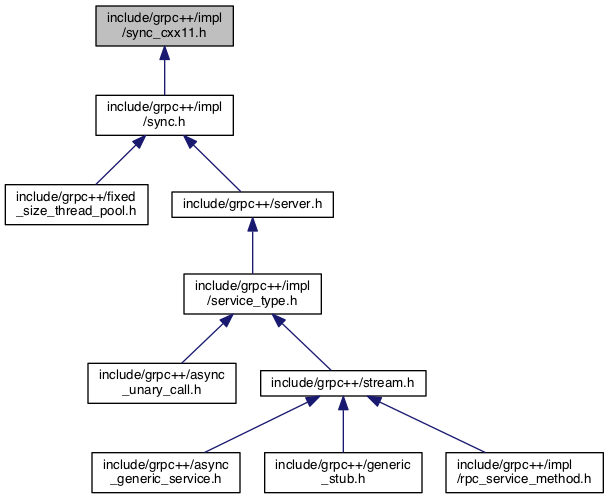 include/grpc++/impl
/sync_cxx11.h
include/grpc++/impl
/sync.h
include/grpc++/fixed
_size_thread_pool.h
include/grpc++/server.h
include/grpc++/impl
/service_type.h
include/grpc++/async
_unary_call.h
include/grpc++/stream.h
include/grpc++/async
_generic_service.h
include/grpc++/generic
_stub.h
include/grpc++/impl
/rpc_service_method.h